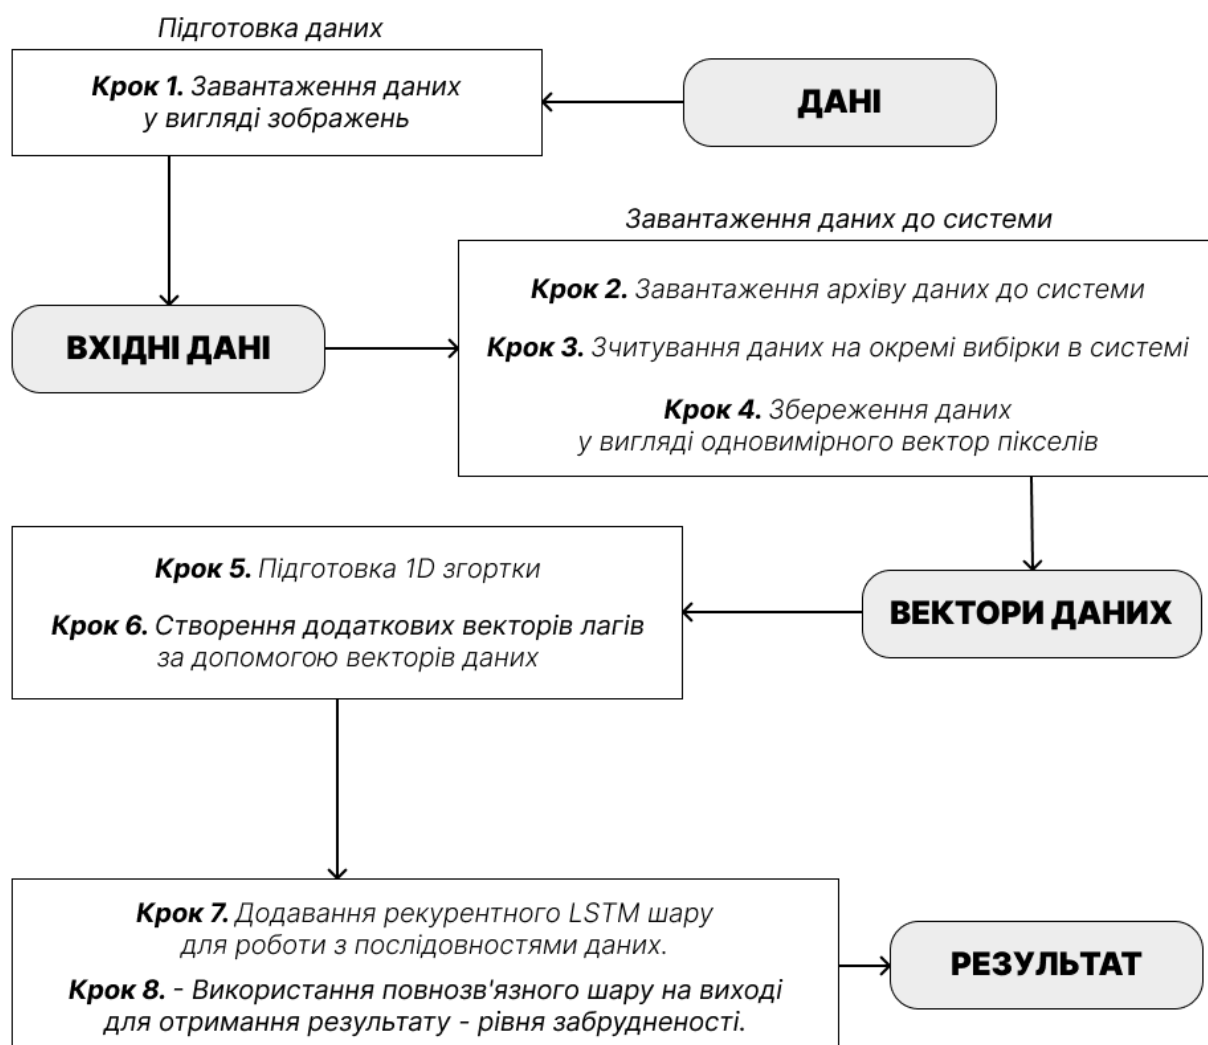 Підготовка даних
Крок 1. Завантаження даних
у вигляді зображень
ДАНІ
Завантаження даних до системи
Крок 2. Завантаження архіву даних до системи
Крок 3. Зчитування даних на окремі вибірки в системі
Крок 4. Збереження даних
у вигляді одновимірного вектор пікселів
ВХІДНІ ДАНІ
Крок 5. Підготовка 1D згортки
Крок 6. Створення додаткових векторів лагів
за допомогою векторів даних
ВЕКТОРИ ДАНИХ
Крок 7. Додавання рекурентного LSTM шару
для роботи з послідовностями даних.
Крок 8. - Використання повнозв'язного шару на виході
для отримання результату - рівня забрудненості.
РЕЗУЛЬТАТ